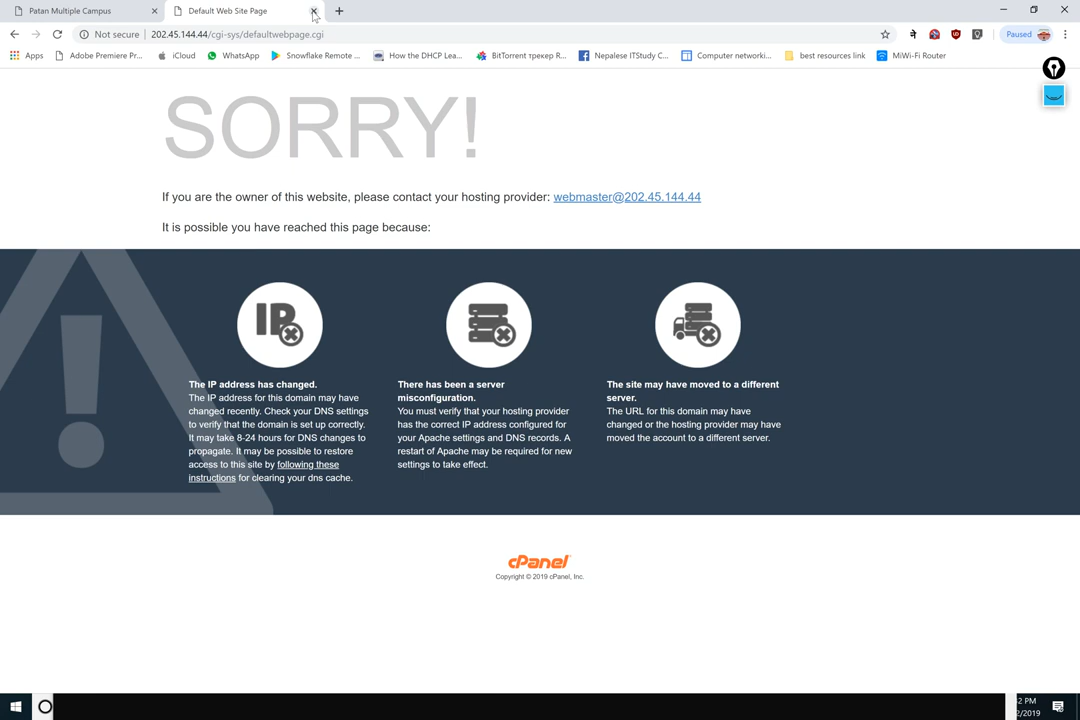 Patan Multiple Campus
Default Web Site Page
Not secure
202.45.144.44/cgi-sys/defaultwebpage.cgi
Paused
Apps
Adobe Premiere Pr...
iCloud
WhatsApp
Snowflake Remote ...
How the DHCP Lea...
BitTorrent трекер R...
Nepalese ITStudy C...
Computer networki...
best resources link
MiWi-Fi Router
SORRY!
If you are the owner of this website, please contact your hosting provider: webmaster@202.45.144.44
It is possible you have reached this page because:
IP
The IP address has changed.
The IP address for this domain may have
changed recently. Check your DNS settings
to verify that the domain is set up correctly.
It may take 8-24 hours for DNS changes to
propagate. It may be possible to restore
access to this site by following these
instructions for clearing your dns cache.
There has been a server
misconfiguration.
You must verify that your hosting provider
has the correct IP address configured for
your Apache settings and DNS records. A
restart of Apache may be required for new
settings to take effect.
The site may have moved to a different
server.
The URL for this domain may have
changed or the hosting provider may have
moved the account to a different server.
cPanel
Copyright © 2019 cPanel, Inc.
2 PM
2/2019